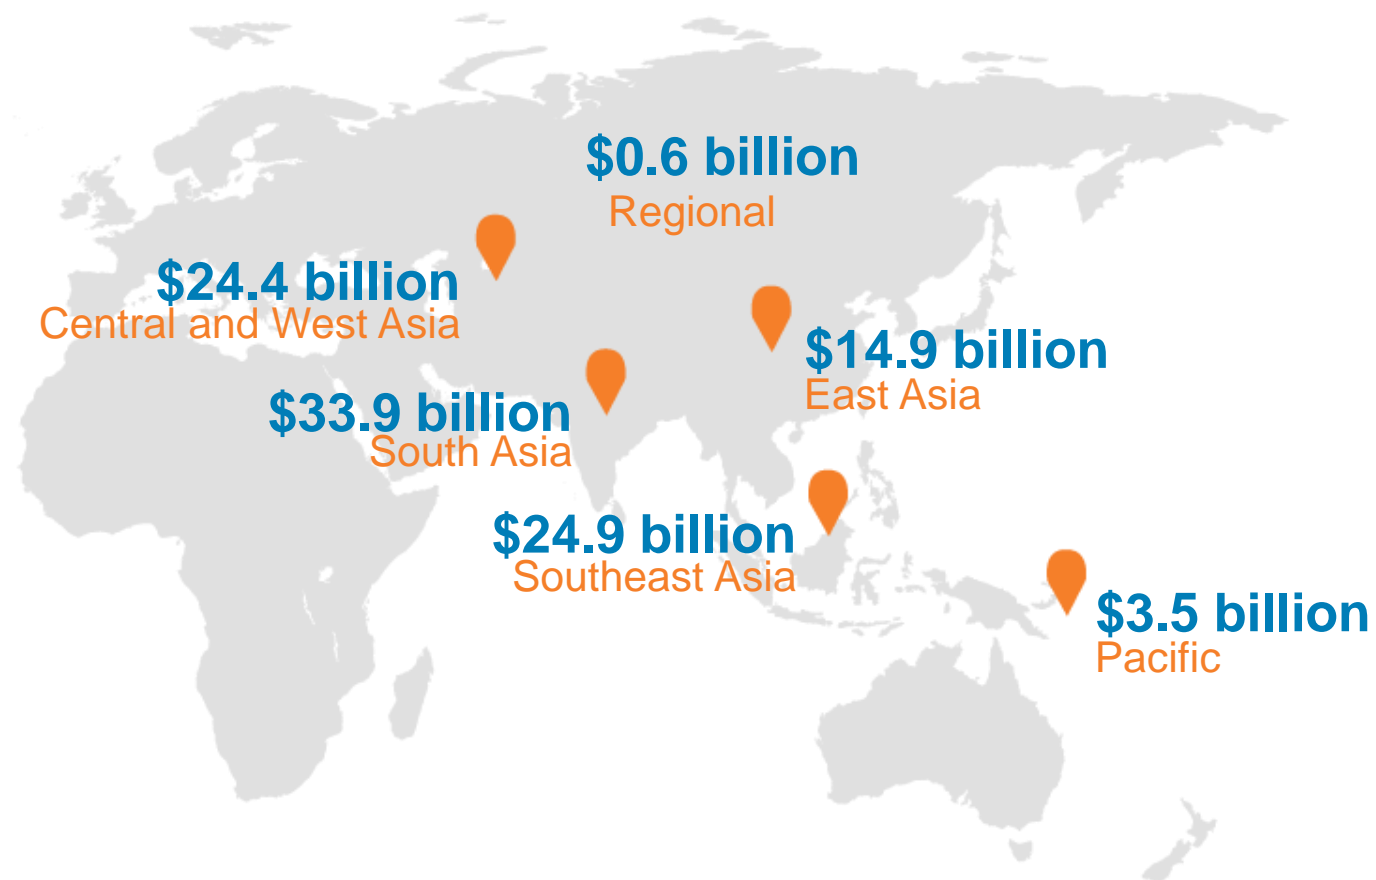 $0.6 billion
Regional
$24.4 billion
Central and West Asia
$14.9 billion
East Asia
$33.9 billion
South Asia
$24.9 billion
Southeast Asia
$3.5 billion
Pacific